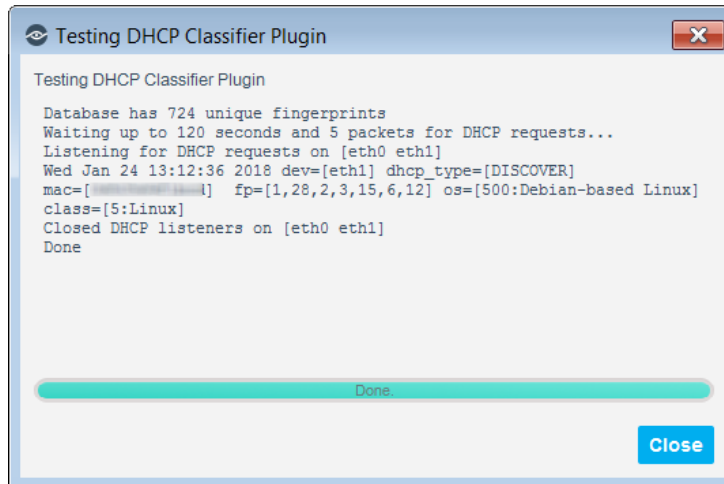 Testing DHCP Classifier Plugin
Testing DHCP Classifier Plugin
Database has 724 unique fingerprints
Waiting up to 120 seconds and 5 packets for DHCP requests...
Listening for DHCP requests on [eth0 eth1]
Wed Jan 24 13:12:36 2018 dev=[eth1] dhcp_type=[DISCOVER]
mac=[ ] fp=[1,28,2,3,15,6,12] os=[500:Debian-based Linux]
class=[5:Linux]
Closed DHCP listeners on [eth0 eth1]
Done
Done.
Close